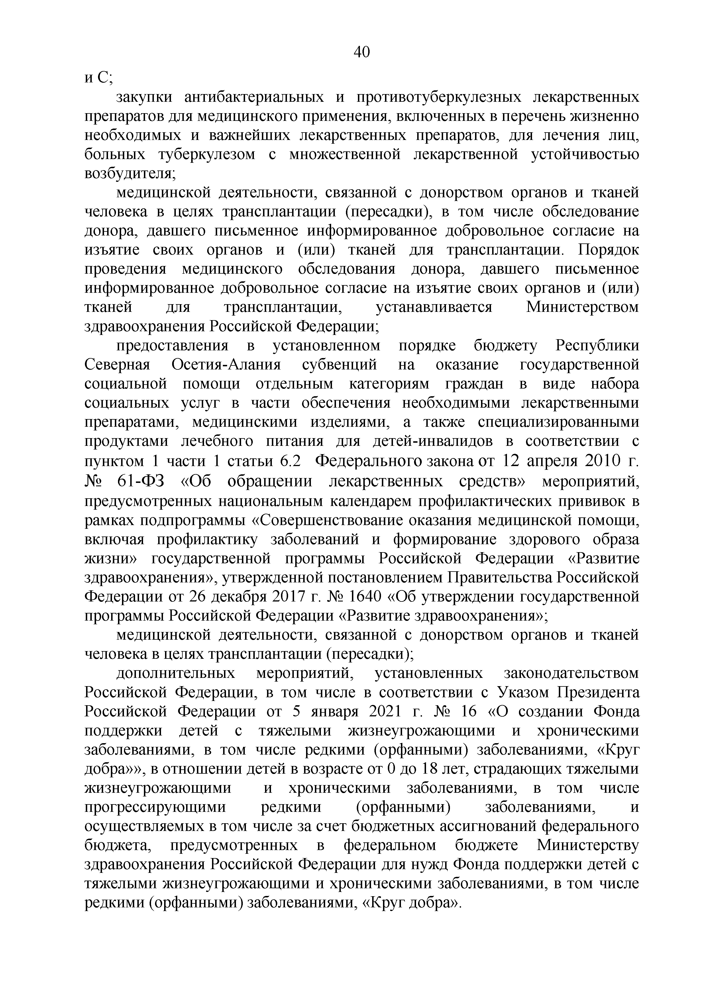 40
и С;
закупки антибактериальных и противотуберкулезных лекарственных
препаратов для медицинского применения, включенных в перечень жизненно
необходимых и важнейших лекарственных препаратов, для лечения лиц,
больных туберкулезом с множественной лекарственной устойчивостью
возбудителя;
медицинской деятельности, связанной с донорством органов и тканей
человека в целях трансплантации (пересадки), в том числе обследование
донора, давшего письменное информированное добровольное согласие на
изъятие своих органов и (или) тканей для трансплантации. Порядок
проведения медицинского обследования донора, давшего письменное
информированное добровольное согласие на изъятие своих органов и (или)
тканей для трансплантации, устанавливается Министерством
здравоохранения Российской Федерации;
предоставления в установленном порядке бюджету Республики
Северная Осетия-Алания субвенций на оказание государственной
социальной помощи отдельным категориям граждан в виде набора
социальных услуг в части обеспечения необходимыми лекарственными
препаратами, медицинскими изделиями, а также специализированными
продуктами лечебного питания для детей-инвалидов в соответствии с
пунктом 1 части 1 статьи 6.2 Федерального закона от 12 апреля 2010 г.
№ 61-ФЗ «Об обращении лекарственных средств» мероприятий,
предусмотренных национальным календарем профилактических прививок в
рамках подпрограммы «Совершенствование оказания медицинской помощи,
включая профилактику заболеваний и формирование здорового образа
жизни» государственной программы Российской Федерации «Развитие
здравоохранения», утвержденной постановлением Правительства Российской
Федерации от 26 декабря 2017 г. № 1640 «Об утверждении государственной
программы Российской Федерации «Развитие здравоохранения»;
медицинской деятельности, связанной с донорством органов и тканей
человека в целях трансплантации (пересадки);
дополнительных мероприятий, установленных законодательством
Российской Федерации, в том числе в соответствии с Указом Президента
Российской Федерации от 5 января 2021 г. № 16 «О создании Фонда
поддержки детей с тяжелыми жизнеугрожающими и хроническими
заболеваниями, в том числе редкими (орфанными) заболеваниями, «Круг
добра»», в отношении детей в возрасте от 0 до 18 лет, страдающих тяжелыми
жизнеугрожающими и хроническими заболеваниями, в том числе
прогрессирующими редкими (орфанными) заболеваниями, и
осуществляемых в том числе за счет бюджетных ассигнований федерального
бюджета, предусмотренных в федеральном бюджете Министерству
здравоохранения Российской Федерации для нужд Фонда поддержки детей с
тяжелыми жизнеугрожающими и хроническими заболеваниями, в том числе
редкими (орфанными) заболеваниями, «Круг добра».